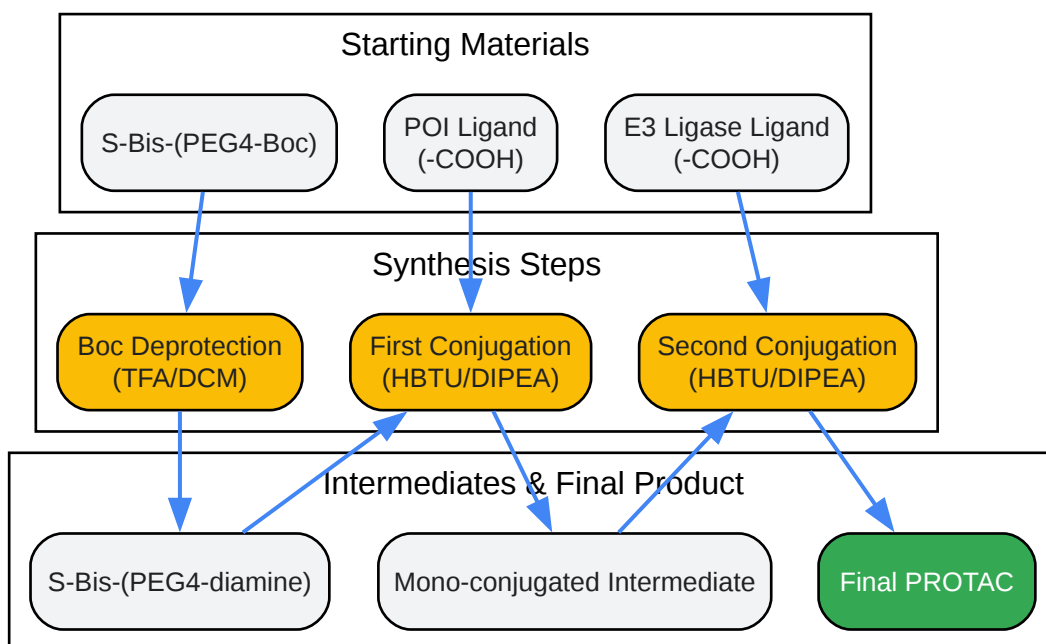 Starting Materials
S-Bis-(PEG4-Boc)
POI Ligand
(-COOH)
E3 Ligase Ligand
(-COOH)
Synthesis Steps
Boc Deprotection
(TFA/DCM)
First Conjugation
(HBTU/DIPEA)
Second Conjugation
(HBTU/DIPEA)
Intermediates & Final Product
S-Bis-(PEG4-diamine)
Mono-conjugated Intermediate
Final PROTAC